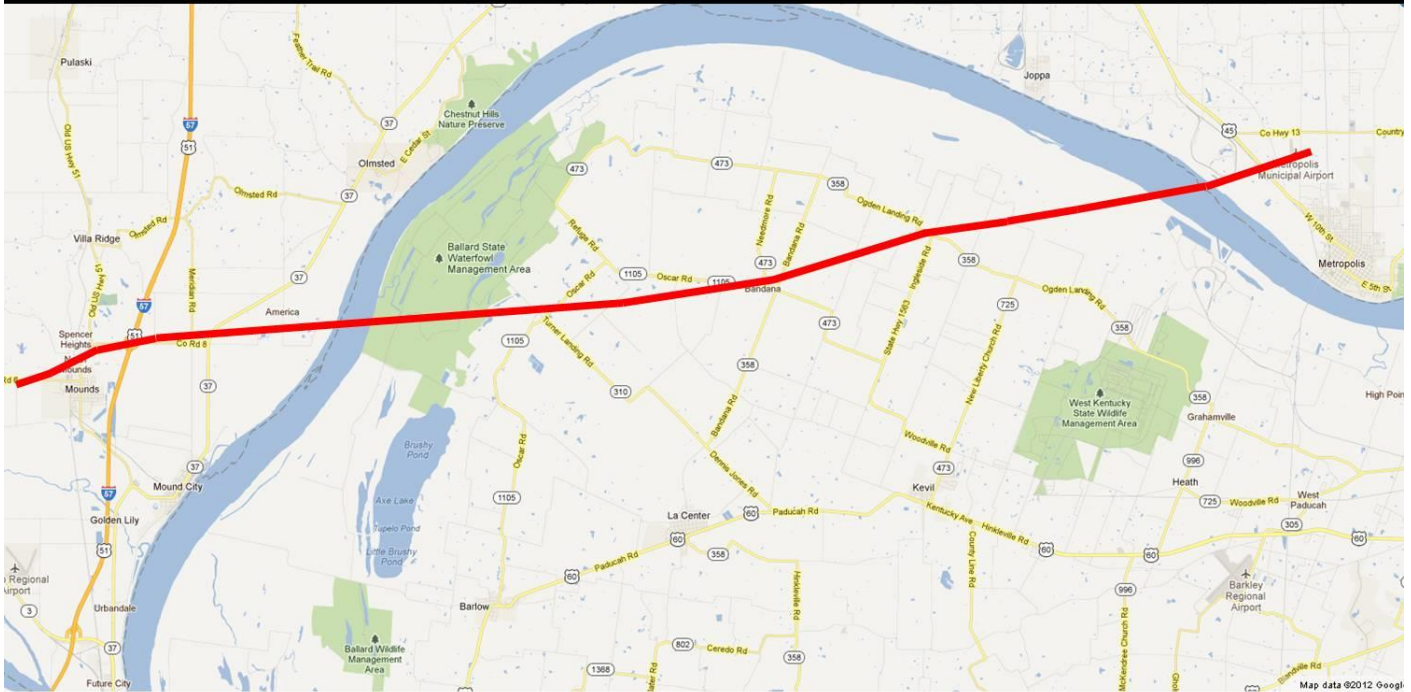 Pulaski
Old US Hwy 51
57
51
Feather Trail Rd
37
Chestnut Hills
Nature Preserve
E Cedar St
Olmsted
37
Olmsted Rd
Olmsted Rd
Villa Ridge
Meridian Rd
37
Old US Hwy 51
57
51
America
Spencer
Heights
Co Rd 8
Mounds
37
37
Mound City
57
Golden Lily
51
Regional
Airport
3
Urbandale
37
Future City
Ballard State
Waterfowl
Management Area
473
Refuge Rd
Oscar Rd
1105
Oscar Rd
1105
Turner Landing Rd
1105
310
Oscar Rd
1105
Brushy
Pond
Axe Lake
Tupelo Pond
Little Brushy
Pond
Ballard Wildlife
Management
Area
Barlow
60
Paducah Rd
La Center
60
60
358
Paducah Rd
Dennis Jones Rd
Bandana Rd
358
Bandana
473
Needmore Rd
Bandana Rd
473
358
Ogden Landing Rd
Ingleside Rd
State Hwy 1563
473
358
725
New Liberty Church Rd
Ogden Landing Rd
358
Woodville Rd
473
Kevil
Kentucky Ave
Hinkleville Rd
60
County Line Rd
Hinkleville Rd
802
Ceredo Rd
358
1368
Joppa
45
Co Hwy 13
Country
Metropolis
Municipal Airport
W 10th St
Metropolis
E 5th St
West Kentucky
State Wildlife
Management Area
358
Grahamville
High Point
996
Heath
725
Woodville Rd
West
Paducah
305
60
60
996
McKendree Church Rd
Barkley
Regional
Airport
Blandville Rd
Map data ©2012 Google